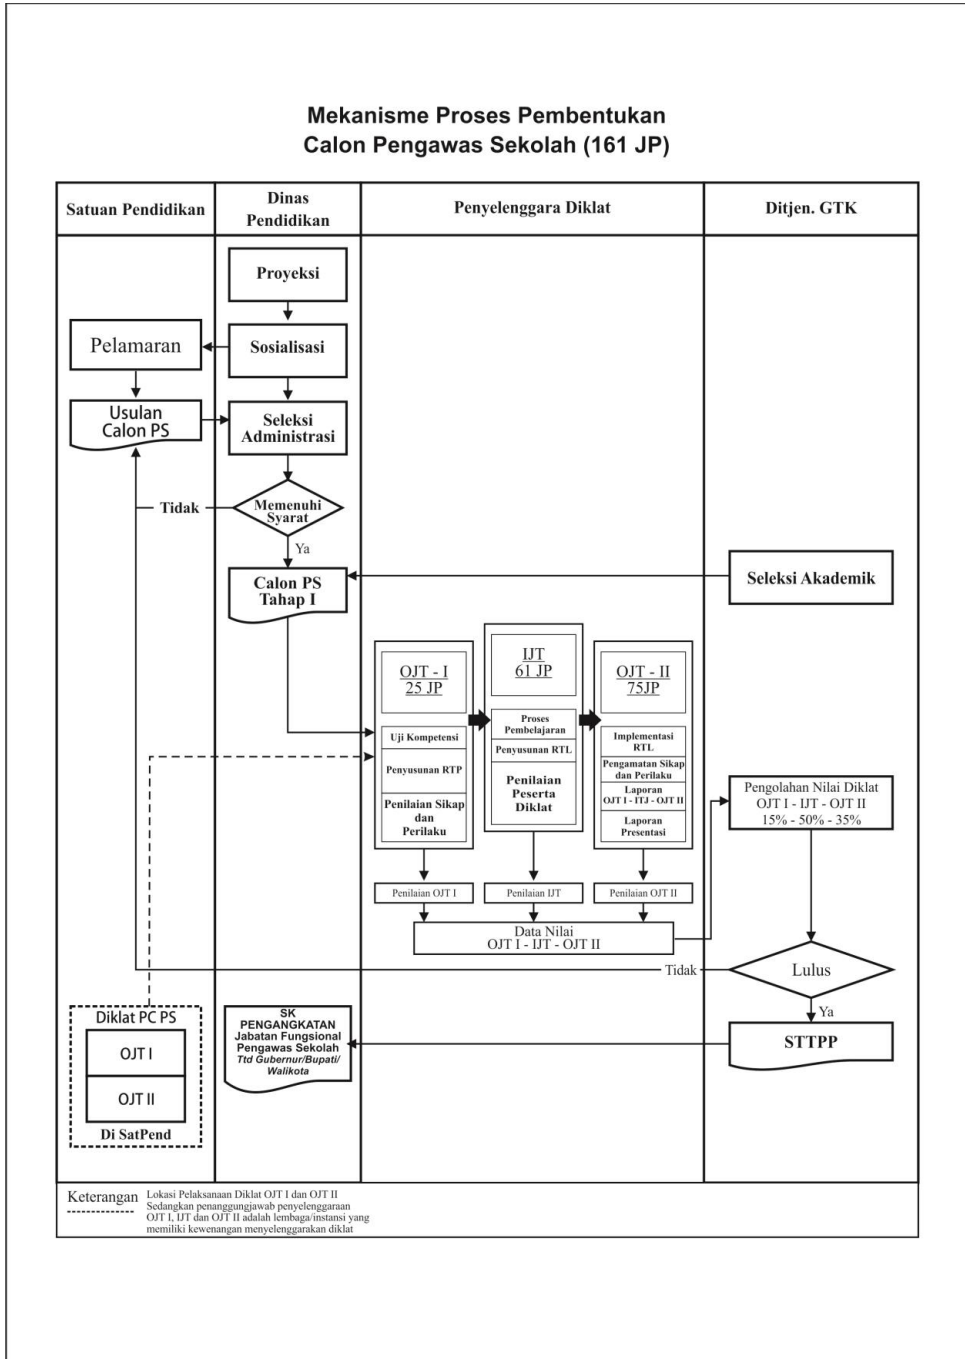 Mekanisme Proses Pembentukan
Calon Pengawas Sekolah (161 JP)
Satuan Pendidikan
Dinas
Pendidikan
Penyelenggara Diklat
Ditjen. GTK
Proyeksi
Pelamaran
Sosialisasi
Usulan
Calon PS
Seleksi
Administrasi
Tidak
Memenuhi
Syarat
Ya
Calon PS
Tahap I
Seleksi Akademik
OJT - I
25 JP
Uji Kompetensi
Penyusunan RTP
Penilaian Sikap
dan
Perilaku
IJT
61 JP
Proses
Pembelajaran
Penyusunan RTL
Penilaian
Peserta
Diklat
OJT - II
75JP
Implementasi
RTL
Pengamatan Sikap
dan Perilaku
Laporan
OJT I - ITJ - OJT II
Laporan
Presentasi
Pengolahan Nilai Diklat
OJT I - IJT - OJT II
15% - 50% - 35%
Penilaian OJT I
Penilaian IJT
Penilaian OJT II
Data Nilai
OJT I - IJT - OJT II
Tidak
Lulus
Ya
Diklat PC PS
OJT I
OJT II
Di SatPend
SK
PENGANGKATAN
Jabatan Fungsional
Pengawas Sekolah
Ttd Gubernur/Bupati/
Walikota
STTPP
Keterangan
Lokasi Pelaksanaan Diklat OJT I dan OJT II
Sedangkan penanggungjawab penyelenggaraan
OJT I, IJT dan OJT II adalah lembaga/instansi yang
memiliki kewenangan menyelenggarakan diklat